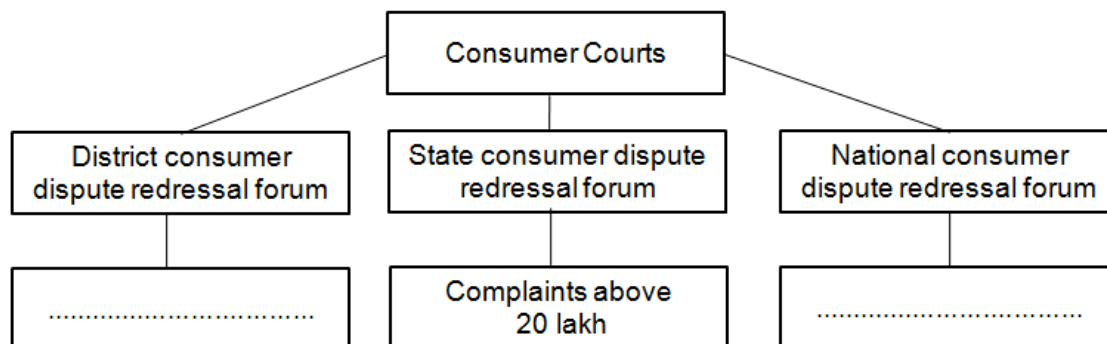 Consumer Courts
District consumer
dispute redressal forum
State consumer dispute
redressal forum
National consumer
dispute redressal forum
....................................
Complaints above
20 lakh
....................................